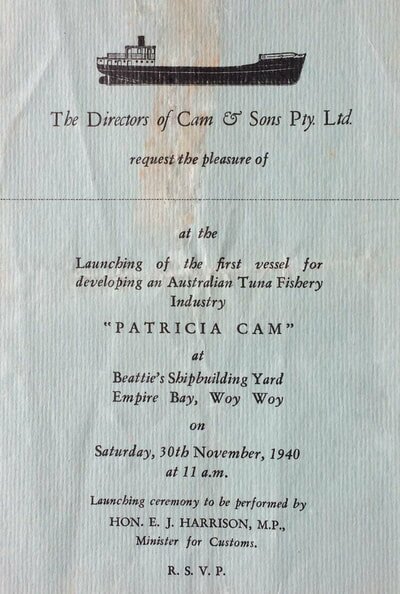 The Directors of Cam & Sons Pty. Ltd.
request the pleasure of
at the
Launching of the first vessel for
developing an Australian Tuna Fishery
Industry
"PATRICIA CAM"
at
Beattie's Shipbuilding Yard
Empire Bay, Woy Woy
on
Saturday, 30th November, 1940
at 11 a.m.
Launching ceremony to be performed by
HON. E. J. HARRISON, M.P.,
Minister for Customs.
R. S. V. P.